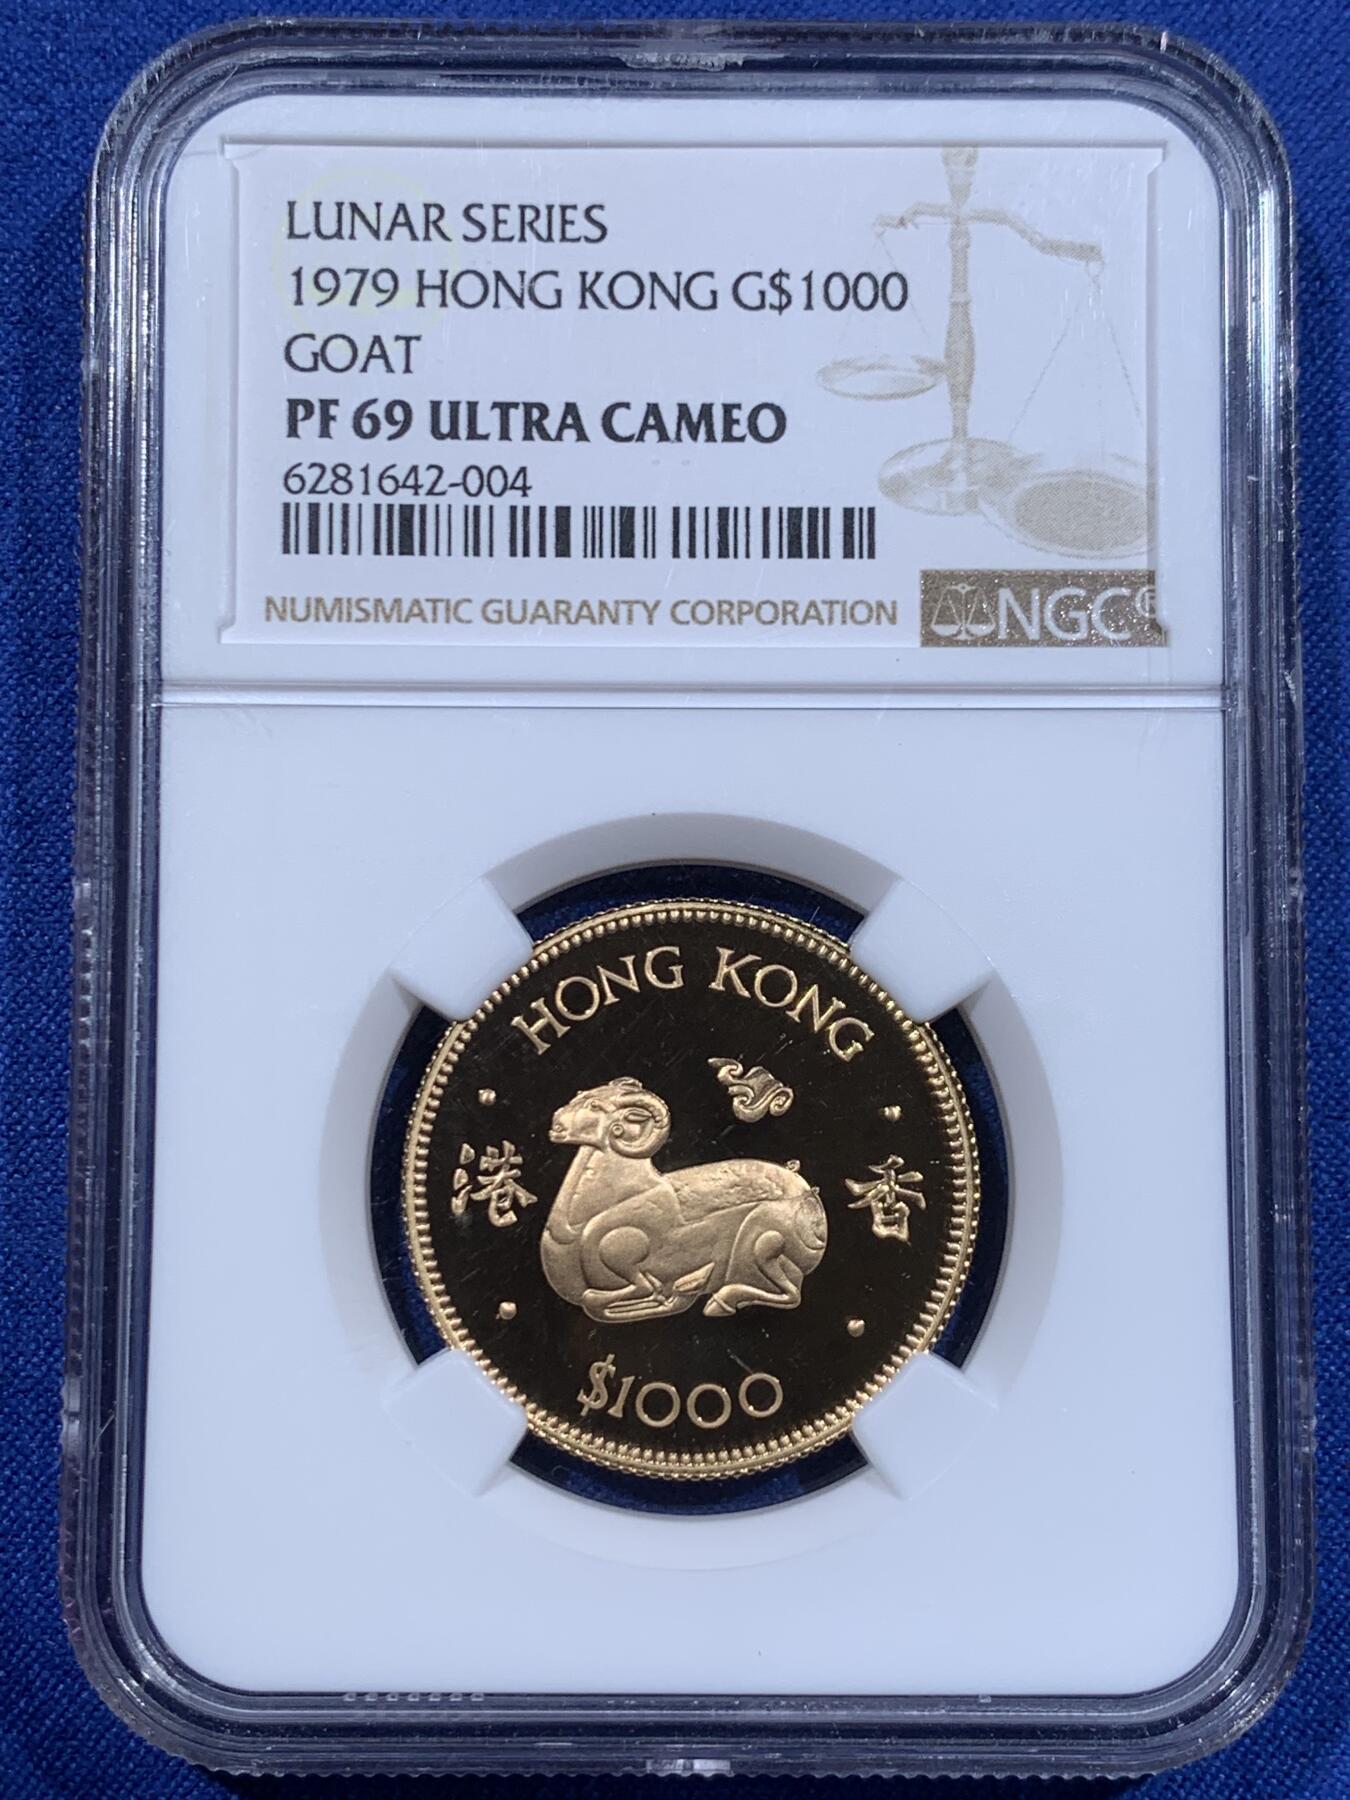 LUNAR SERIES
1979 HONG KONG G$1000
GOAT
PF 69 ULTRA CAMEO
6281642-004
NUMISMATIC GUARANTY CORPORATION
NGC®
HONG KONG
港 香
$1000